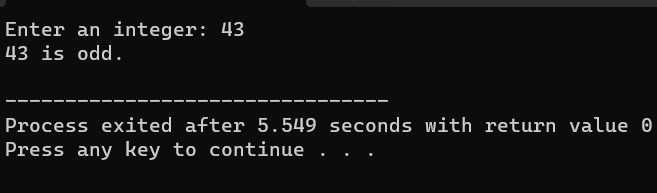 Enter an integer: 43
43 is odd.
--------------------------------
Process exited after 5.549 seconds with return value 0
Press any key to continue . . .